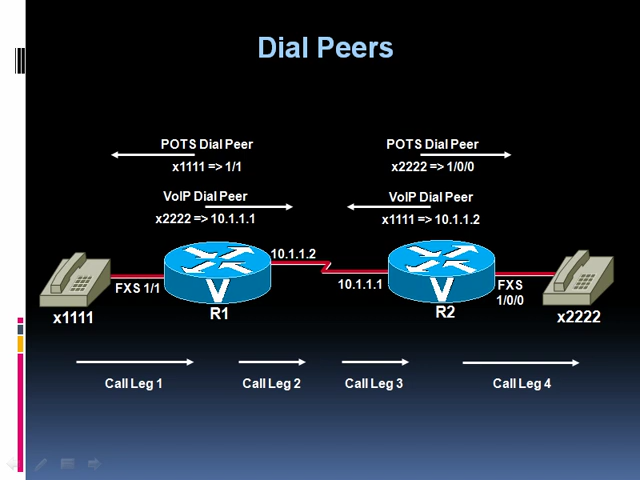 Dial Peers
POTS Dial Peer
x1111 => 1/1
VoIP Dial Peer
x2222 => 10.1.1.1
POTS Dial Peer
x2222 => 1/0/0
VoIP Dial Peer
x1111 => 10.1.1.2
10.1.1.2
10.1.1.1
FXS 1/1
FXS
1/0/0
V
V
x1111
R1
R2
x2222
Call Leg 1
Call Leg 2
Call Leg 3
Call Leg 4